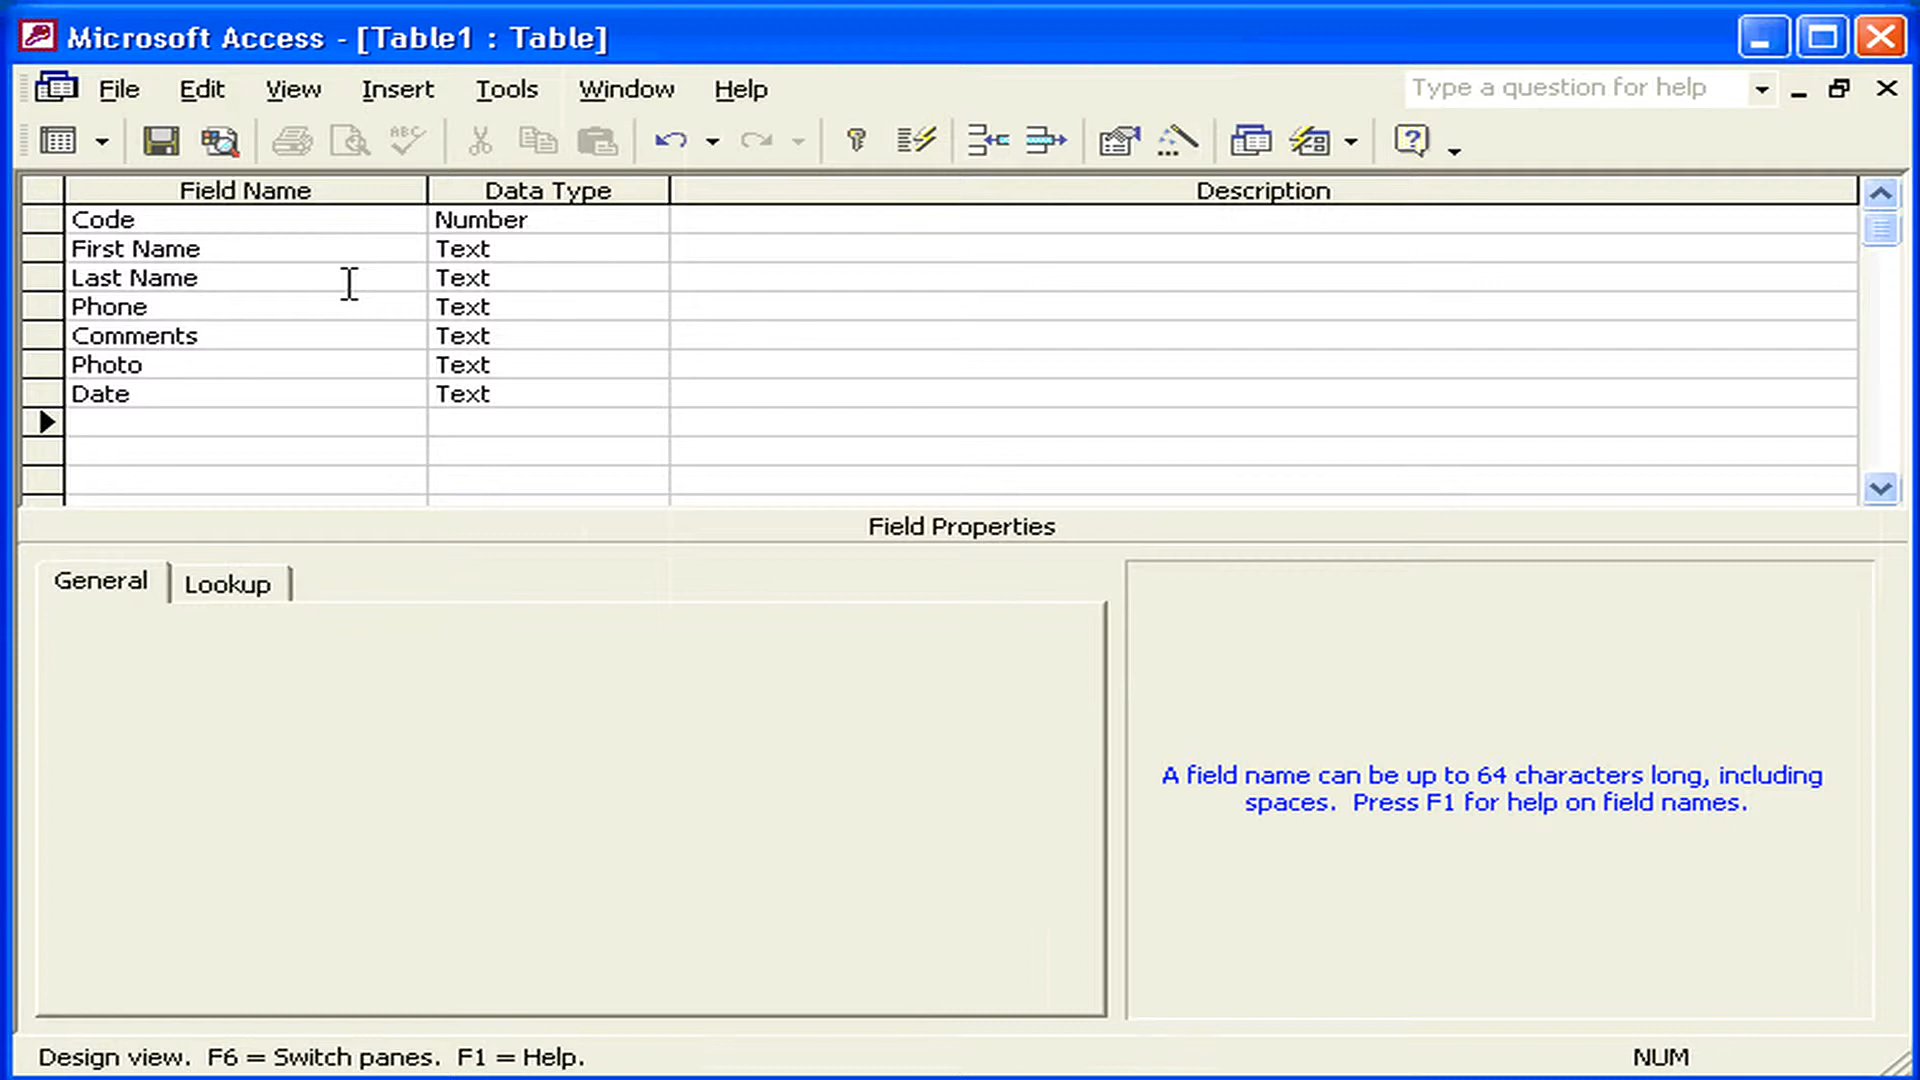 Microsoft Access - [Table1 : Table]
File Edit View Insert Tools Window Help Type a question for help
ABC
Field Name Data Type Description
Code Number
First Name Text
Last Name Text
Phone Text
Comments Text
Photo Text
Date Text
Field Properties
General Lookup
A field name can be up to 64 characters long, including
spaces. Press F1 for help on field names.
Design view. F6 = Switch panes. F1 = Help. NUM